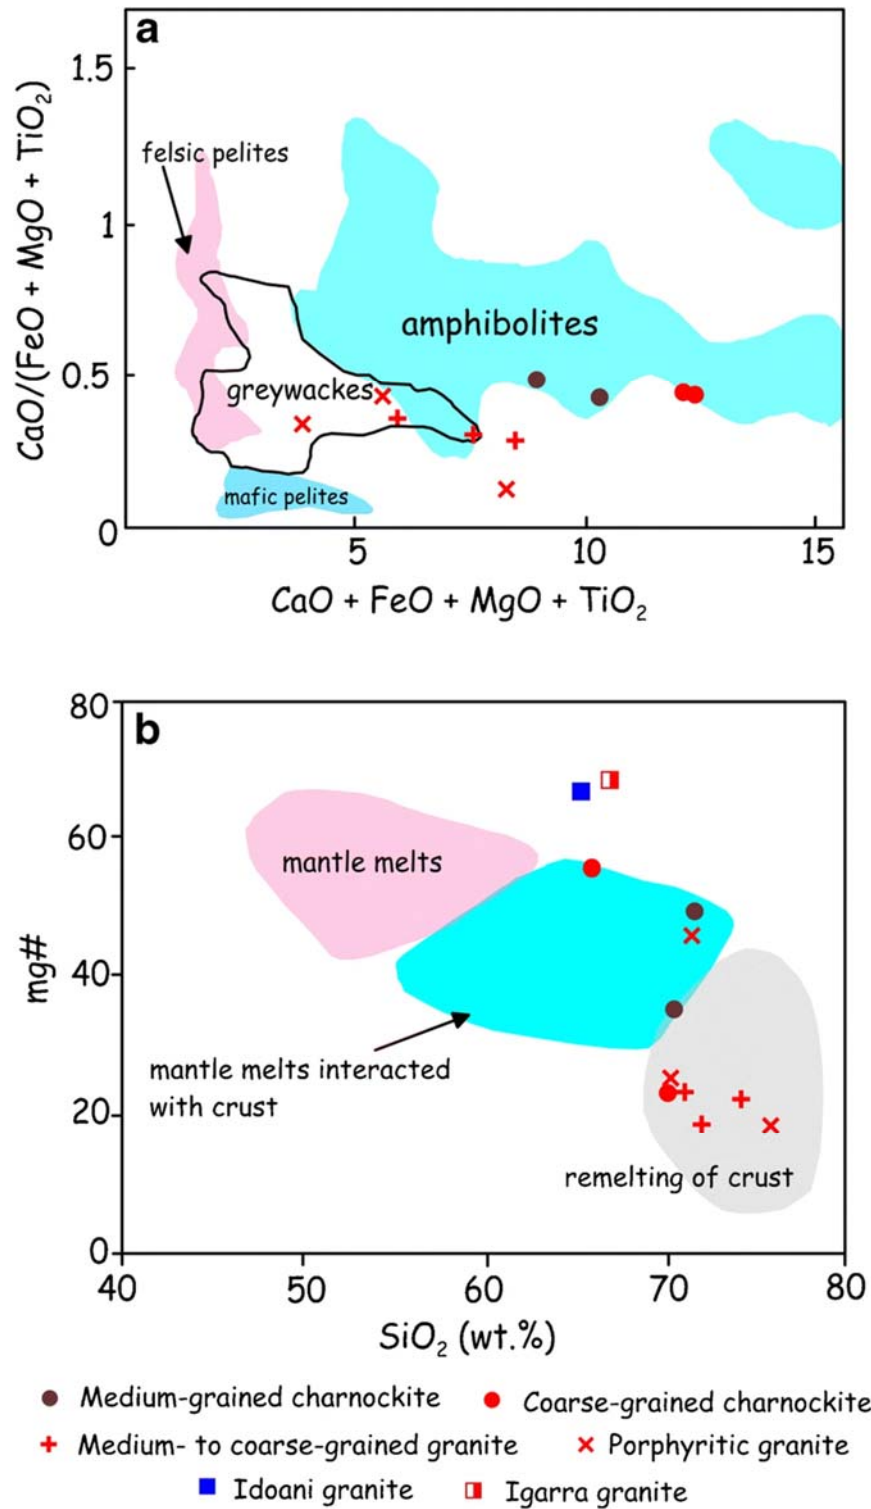 a
CaO/(FeO + MgO + TiO₂)
1.5
1
0.5
0
felsic pelites
amphibolites
greywackes
mafic pelites
5
10
15
CaO + FeO + MgO + TiO₂
b
mg#
80
60
40
20
0
mantle melts
mantle melts interacted
with crust
remelting of crust
40
50
60
70
80
SiO₂ (wt.%)
Medium-grained charnockite
Coarse-grained charnockite
Medium- to coarse-grained granite
Porphyritic granite
Idoani granite
Igarra granite